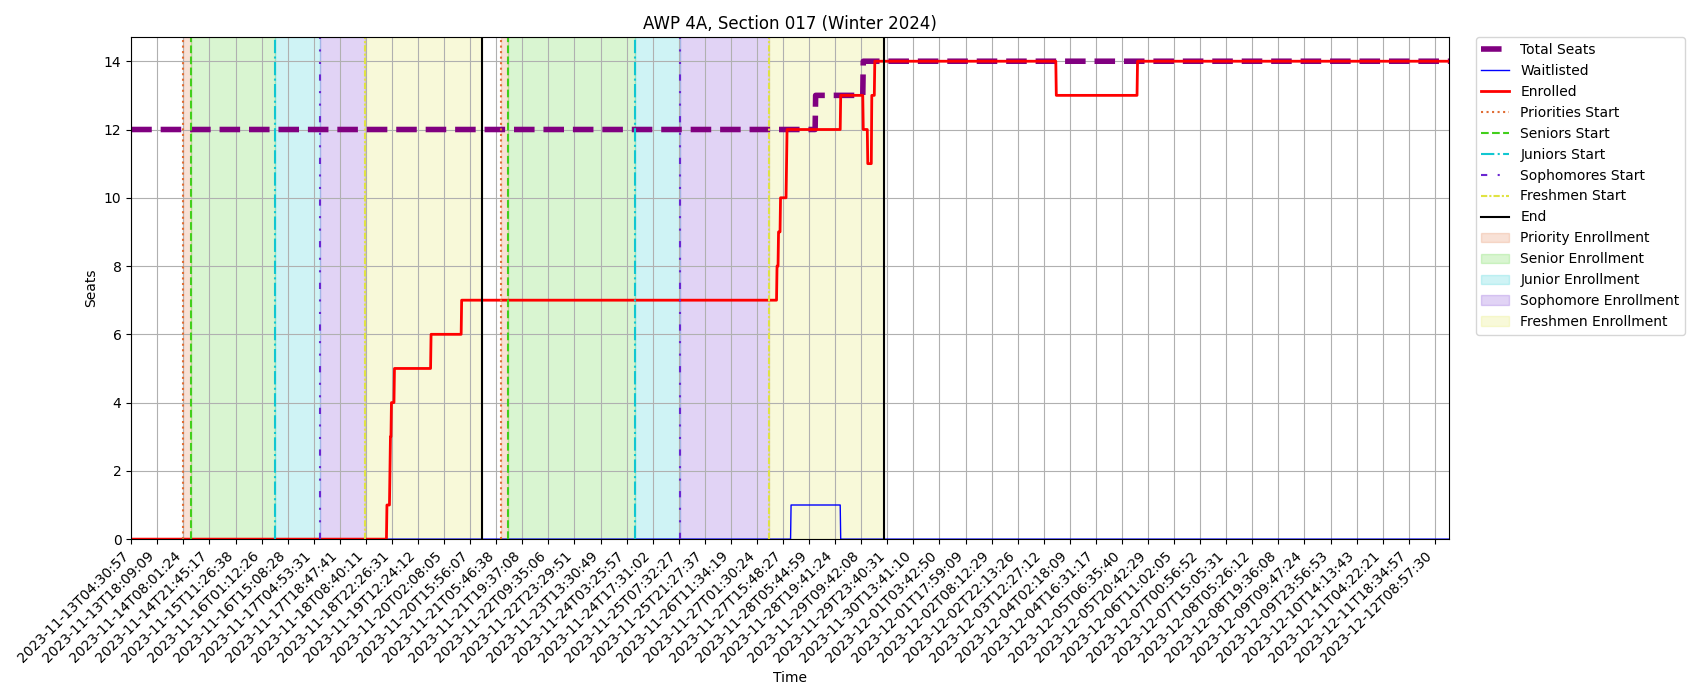 AWP 4A, Section 017 (Winter 2024)
Seats
14
12
10
8
6
4
2
0
2023-11-13T04:30:57
2023-11-13T18:09:09
2023-11-14T08:01:24
2023-11-14T21:45:17
2023-11-15T11:26:38
2023-11-16T01:12:26
2023-11-16T15:08:28
2023-11-17T04:53:31
2023-11-17T18:47:41
2023-11-18T08:40:11
2023-11-18T22:26:31
2023-11-19T12:24:12
2023-11-20T02:08:05
2023-11-20T15:56:07
2023-11-21T05:46:38
2023-11-21T19:37:08
2023-11-22T09:35:06
2023-11-22T23:29:51
2023-11-23T13:30:49
2023-11-24T03:25:57
2023-11-24T17:31:02
2023-11-25T07:32:27
2023-11-25T21:27:37
2023-11-26T11:34:19
2023-11-27T01:30:24
2023-11-27T15:48:27
2023-11-28T05:44:59
2023-11-28T19:41:24
2023-11-29T09:42:08
2023-11-29T23:40:31
2023-11-30T13:41:10
2023-12-01T03:42:50
2023-12-01T17:59:09
2023-12-02T08:12:29
2023-12-02T22:13:26
2023-12-03T12:27:12
2023-12-04T02:18:09
2023-12-04T16:31:17
2023-12-05T06:35:40
2023-12-05T20:42:29
2023-12-06T11:02:05
2023-12-07T00:56:52
2023-12-07T15:05:31
2023-12-08T05:26:12
2023-12-08T19:36:08
2023-12-09T09:47:24
2023-12-09T23:56:53
2023-12-10T14:13:43
2023-12-11T04:22:21
2023-12-11T18:34:57
2023-12-12T08:57:30
Time
Total Seats
Waitlisted
Enrolled
Priorities Start
Seniors Start
Juniors Start
Sophomores Start
Freshmen Start
End
Priority Enrollment
Senior Enrollment
Junior Enrollment
Sophomore Enrollment
Freshmen Enrollment